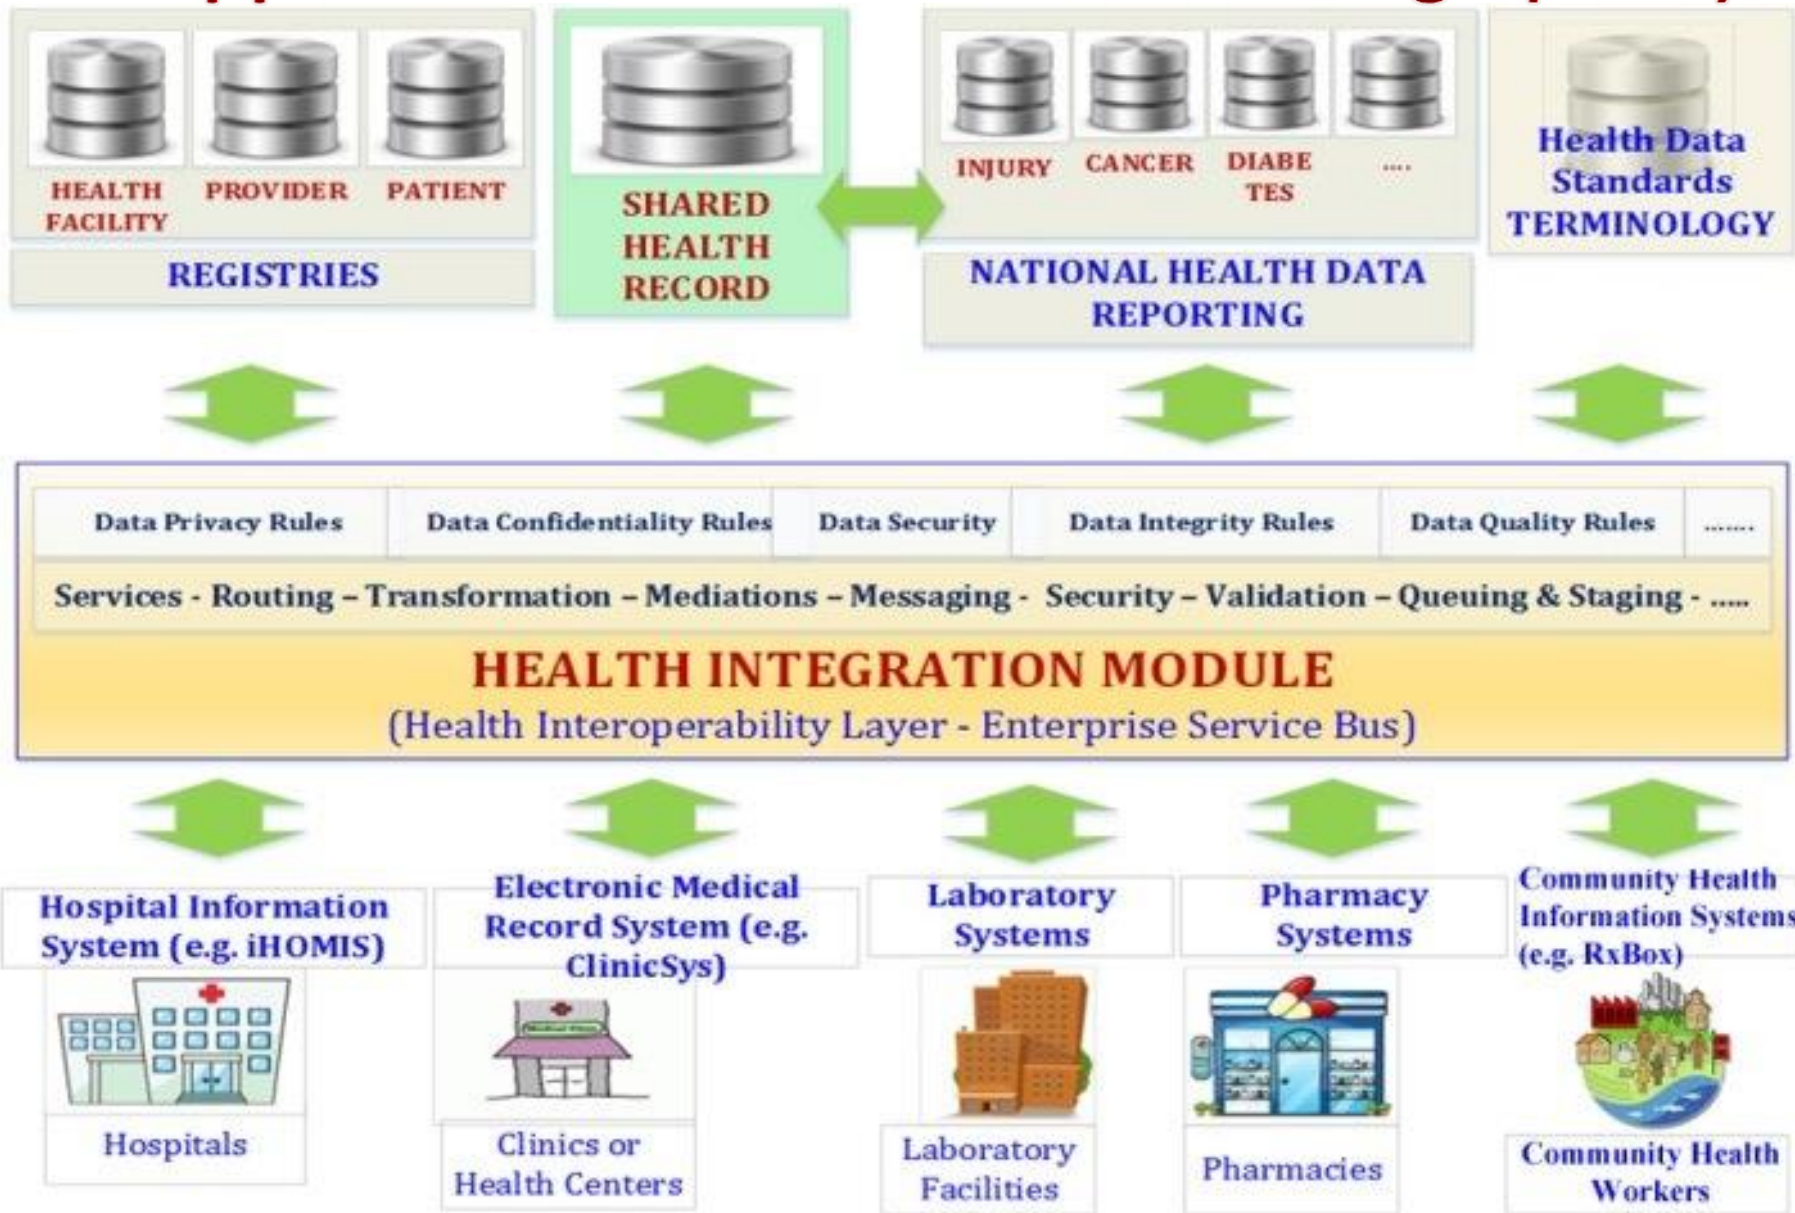 HEALTH
FACILITY
PROVIDER
PATIENT
REGISTRIES
SHARED
HEALTH
RECORD
INJURY
CANCER
DIABE
TES
....
NATIONAL HEALTH DATA
REPORTING
Health Data
Standards
TERMINOLOGY
Data Privacy Rules
Data Confidentiality Rules
Data Security
Data Integrity Rules
Data Quality Rules
.......
Services - Routing – Transformation – Mediations – Messaging - Security – Validation – Queuing & Staging - .....
HEALTH INTEGRATION MODULE
(Health Interoperability Layer - Enterprise Service Bus)
Hospital Information
System (e.g. iHOMIS)
Electronic Medical
Record System (e.g.
ClinicSys)
Laboratory
Systems
Pharmacy
Systems
Community Health
Information Systems
(e.g. RxBox)
Hospitals
Clinics or
Health Centers
Laboratory
Facilities
Pharmacies
Community Health
Workers